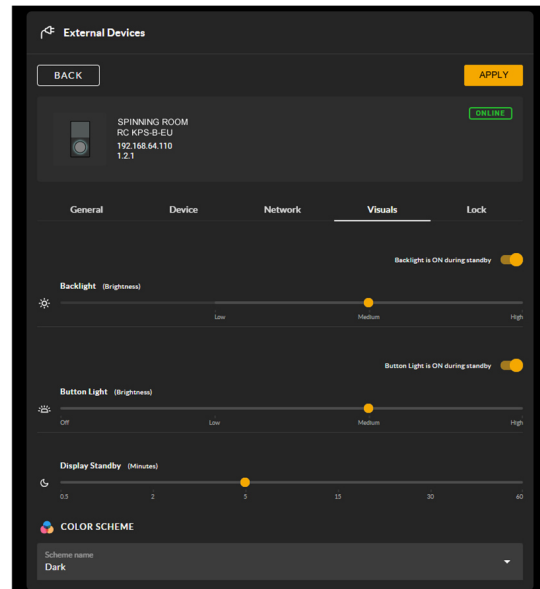 External Devices
BACK
APPLY
SPINNING ROOM
RC KPS-B-EU
192.168.64.110
1.2.1
ONLINE
General Device Network Visuals Lock
Backlight is ON during standby
Backlight (Brightness)
Low Medium High
Button Light is ON during standby
Button Light (Brightness)
Off Low Medium High
Display Standby (Minutes)
0.5 2 5 15 30 60
COLOR SCHEME
Scheme name
Dark